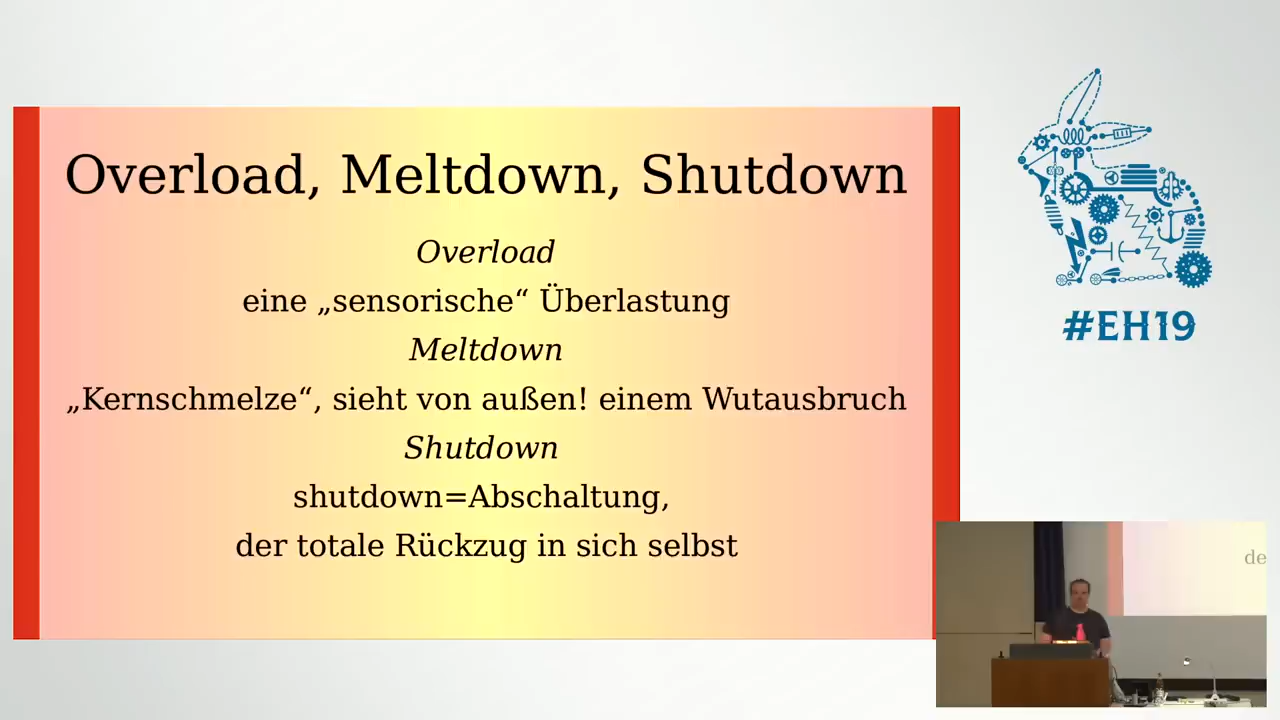 Overload, Meltdown, Shutdown
Overload
eine „sensorische“ Überlastung
Meltdown
„Kernschmelze“, sieht von außen! einem Wutausbruch
Shutdown
shutdown=Abschaltung,
der totale Rückzug in sich selbst
#EH19
de